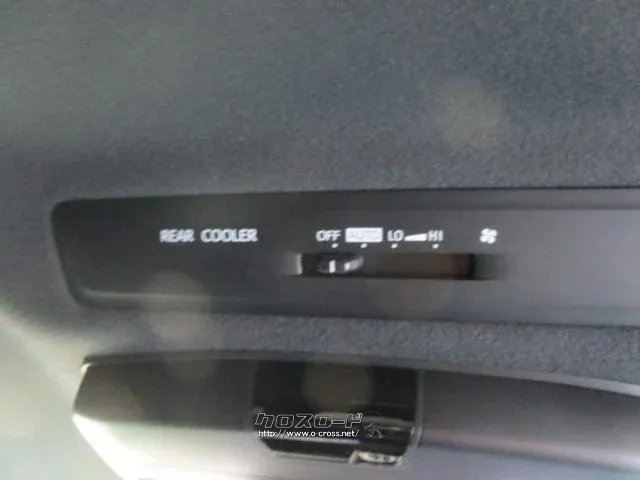 REAR COOLER OFF AUTO LO HI
クロスロード
http://www.o-cross.net/